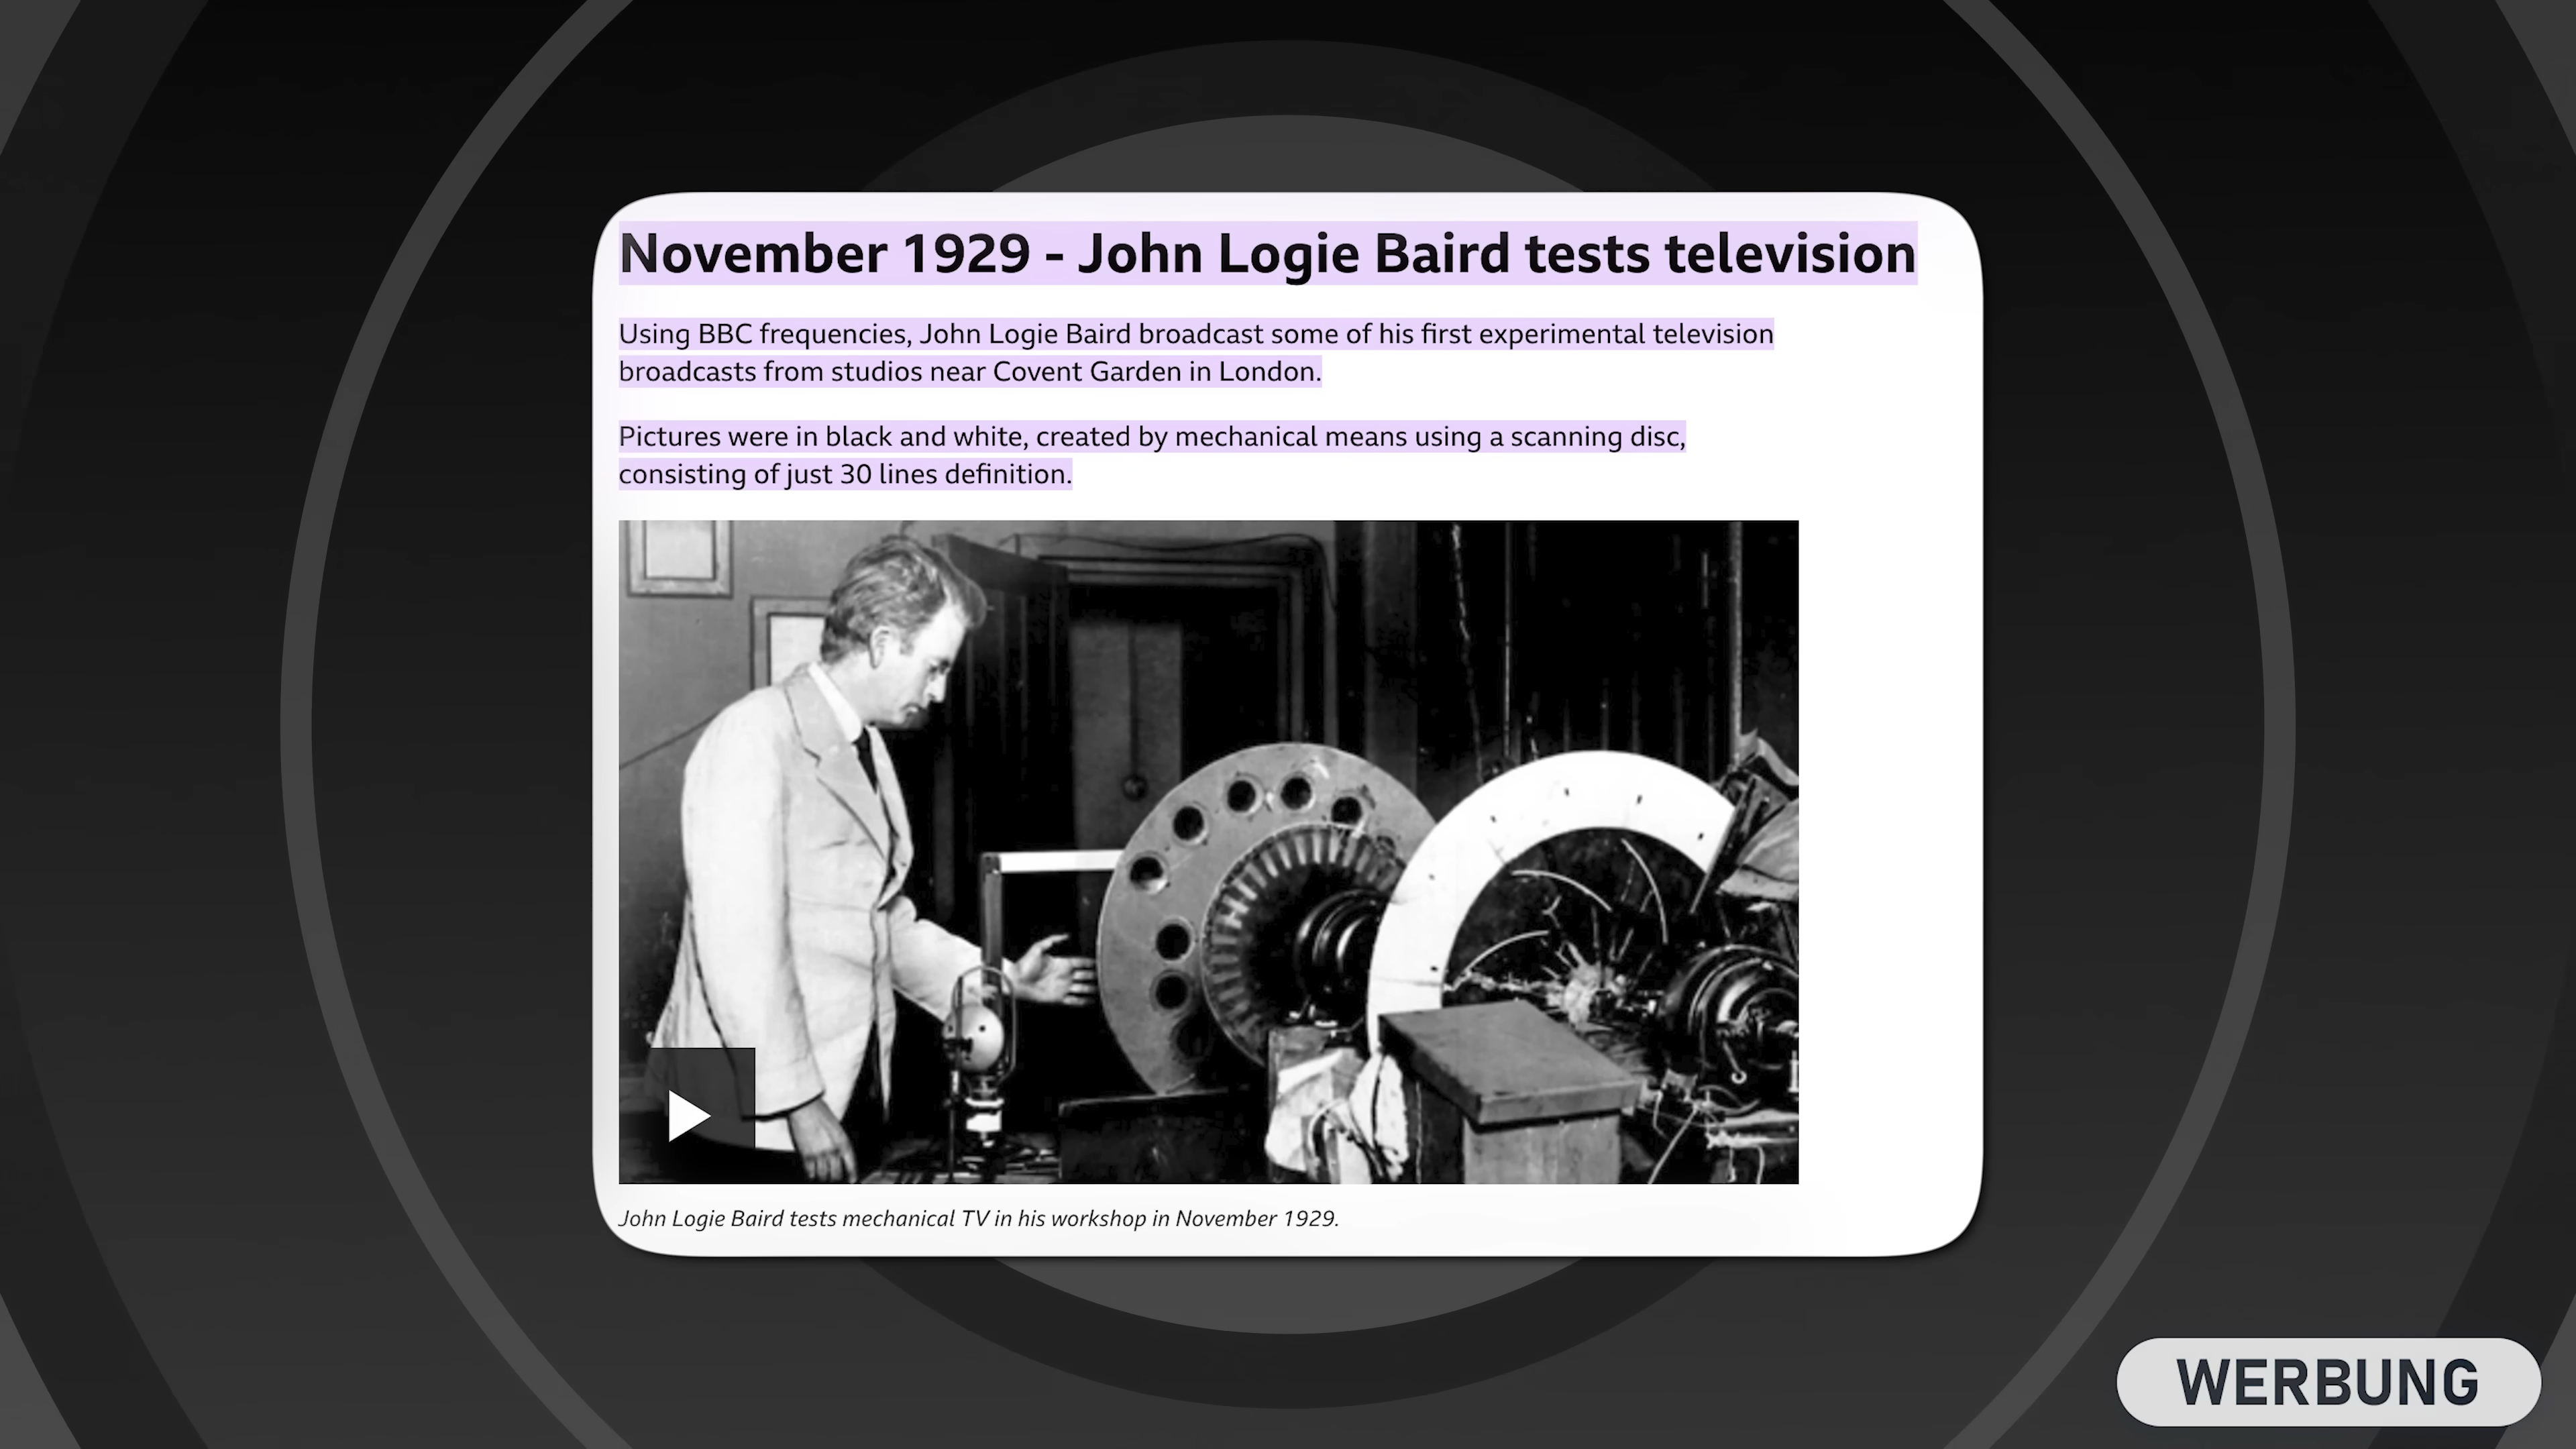 November 1929 - John Logie Baird tests television
Using BBC frequencies, John Logie Baird broadcast some of his first experimental television
broadcasts from studios near Covent Garden in London.
Pictures were in black and white, created by mechanical means using a scanning disc,
consisting of just 30 lines definition.
John Logie Baird tests mechanical TV in his workshop in November 1929.
WERBUNG